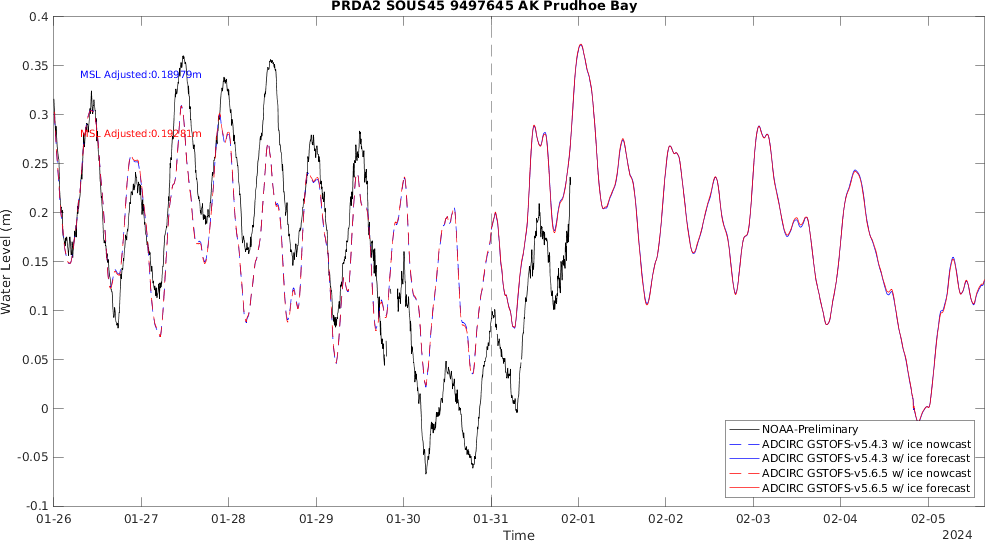 PRDA2 SOUS45 9497645 AK Prudhoe Bay
0.4
0.35
0.3
0.25
0.2
0.15
0.1
0.05
0
-0.05
-0.1
Water Level (m)
MSL Adjusted:0.18979m
MSL Adjusted:0.19281m
NOAA-Preliminary
ADCIRC GSTOFS-v5.4.3 w/ ice nowcast
ADCIRC GSTOFS-v5.4.3 w/ ice forecast
ADCIRC GSTOFS-v5.6.5 w/ ice nowcast
ADCIRC GSTOFS-v5.6.5 w/ ice forecast
01-26 01-27 01-28 01-29 01-30 01-31 02-01 02-02 02-03 02-04 02-05
2024
Time